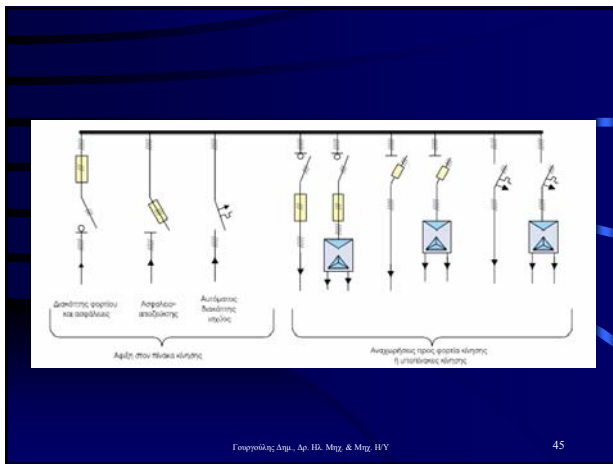 Διακόπτης φορτίου
και ασφάλειες
Ασφαλειο-
αποζεύκτης
Αυτόματος
διακόπτης
ισχύος
Άφιξη στον πίνακα κίνησης
Αναχωρήσεις προς φορτία κίνησης
ή υποπίνακες κίνησης
Γουργούλης Δημ., Δρ. Ηλ. Μηχ. & Μηχ. Η/Υ
45